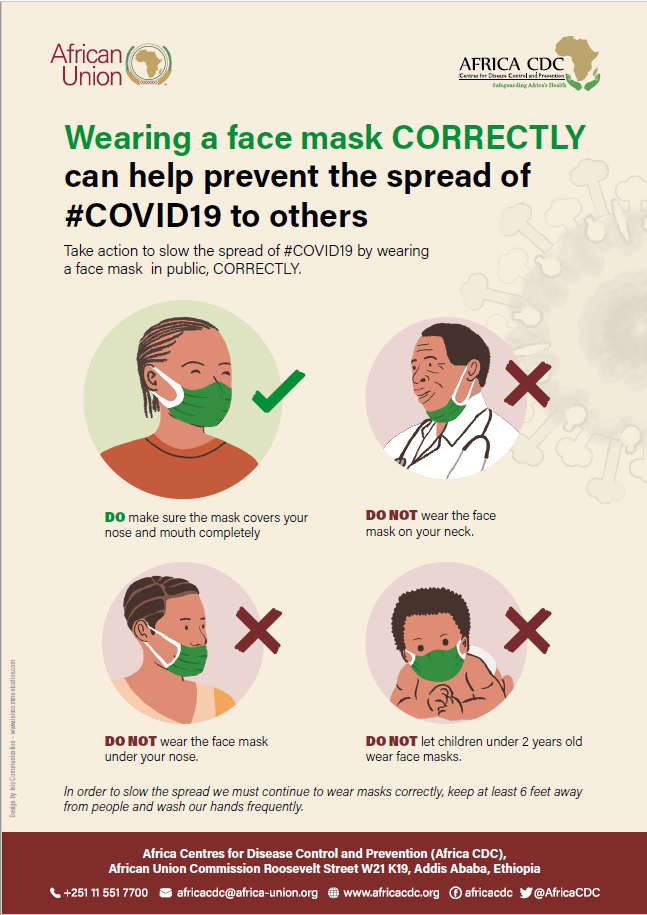 African
Union
AFRICA CDC
Centres for Disease Control and Prevention
Safeguarding Africa's Health
Wearing a face mask CORRECTLY
can help prevent the spread of
#COVID19 to others
Take action to slow the spread of #COVID19 by wearing
a face mask in public, CORRECTLY.
DO make sure the mask covers your
nose and mouth completely
DO NOT wear the face
mask on your neck.
DO NOT wear the face mask
under your nose.
DO NOT let children under 2 years old
wear face masks.
In order to slow the spread we must continue to wear masks correctly, keep at least 6 feet away
from people and wash our hands frequently.
Africa Centres for Disease Control and Prevention (Africa CDC),
African Union Commission Roosevelt Street W21 K19, Addis Ababa, Ethiopia
+251 11 551 7700 africacdc@africa-union.org www.africacdc.org africacdc @AfricaCDC